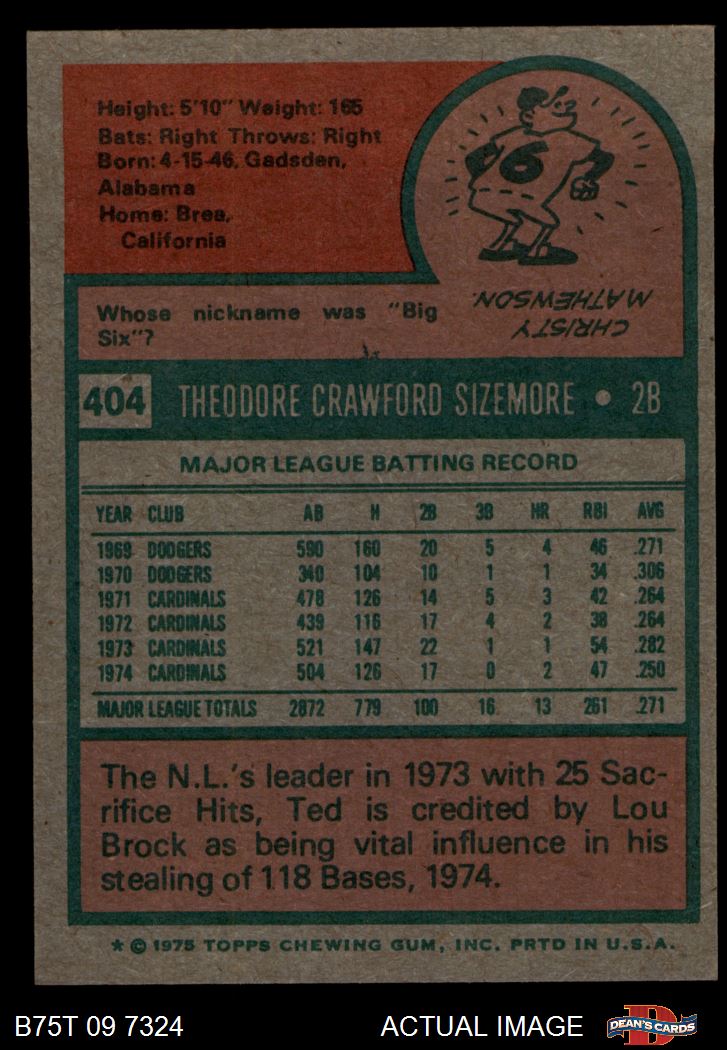 Height: 5'10" Weight: 165
Bats: Right Throws: Right
Born: 4-15-46, Gadsden,
Alabama
Home: Brea,
California
6
CHRISTY
MATHEWSON.
Whose nickname was "Big
Six"?
404 THEODORE CRAWFORD SIZEMORE • 2B
MAJOR LEAGUE BATTING RECORD
YEAR CLUB AB H 2B 3B HR RBI AVG
1969 DODGERS 590 160 20 5 4 46 .271
1970 DODGERS 340 104 10 1 1 34 .306
1971 CARDINALS 478 126 14 5 3 42 .264
1972 CARDINALS 439 116 17 4 2 38 .264
1973 CARDINALS 521 147 22 1 1 54 .282
1974 CARDINALS 504 126 17 0 2 47 .250
MAJOR LEAGUE TOTALS 2872 779 100 16 13 261 .271
The N.L.'s leader in 1973 with 25 Sac-
rifice Hits, Ted is credited by Lou
Brock as being vital influence in his
stealing of 118 Bases, 1974.
* © 1975 TOPPS CHEWING GUM, INC. PRTD IN U.S.A.
B75T 09 7324 ACTUAL IMAGE
D
DEAN'S CARDS